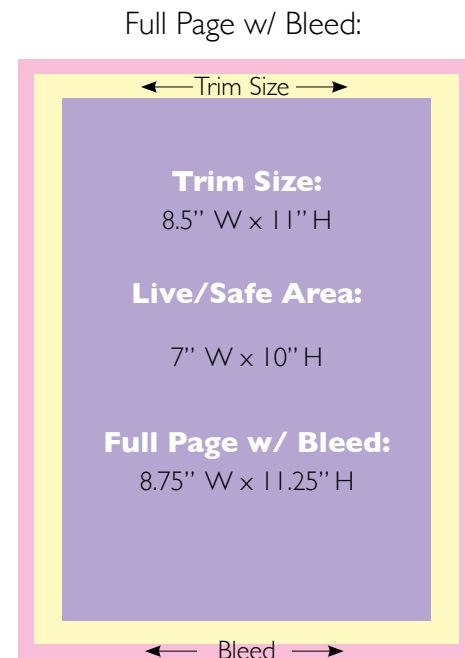 Full Page w/ Bleed:
Trim Size
Trim Size:
8.5” W x 11” H
Live/Safe Area:
7” W x 10” H
Full Page w/ Bleed:
8.75” W x 11.25” H
Bleed